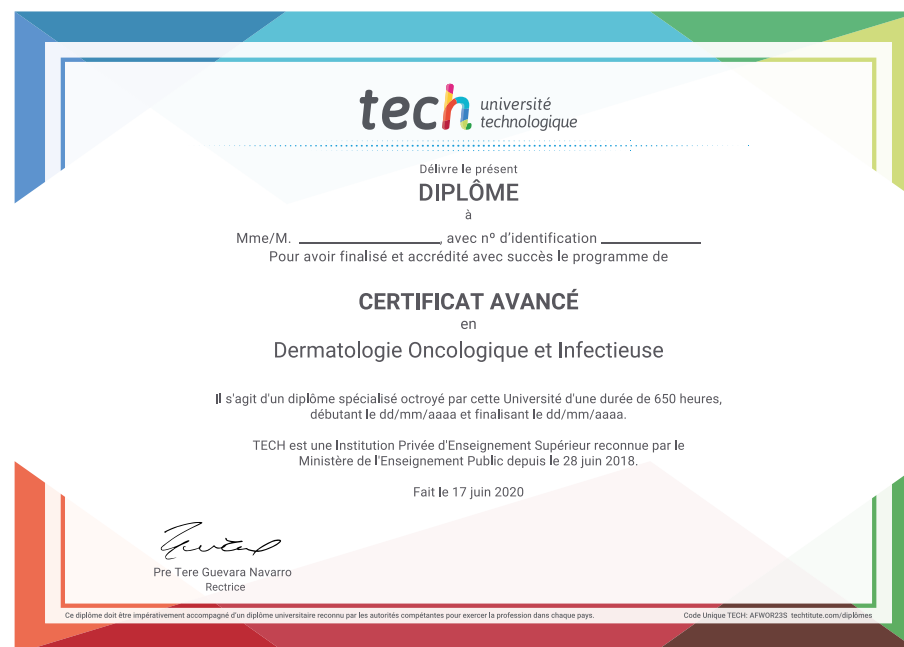 tech université
technologique
Délivre le présent
DIPLÔME
à
Mme/M. ____________________, avec nº d'identification ______________
Pour avoir finalisé et accrédité avec succès le programme de
CERTIFICAT AVANCÉ
en
Dermatologie Oncologique et Infectieuse
Il s'agit d'un diplôme spécialisé octroyé par cette Université d'une durée de 650 heures,
débutant le dd/mm/aaaa et finalisant le dd/mm/aaaa.
TECH est une Institution Privée d'Enseignement Supérieur reconnue par le
Ministère de l'Enseignement Public depuis le 28 juin 2018.
Fait le 17 juin 2020
Pre Tere Guevara Navarro
Rectrice
Ce diplôme doit être impérativement accompagné d'un diplôme universitaire reconnu par les autorités compétentes pour exercer la profession dans chaque pays.
Code Unique TECH: AFWOR23S techtitute.com/diplômes